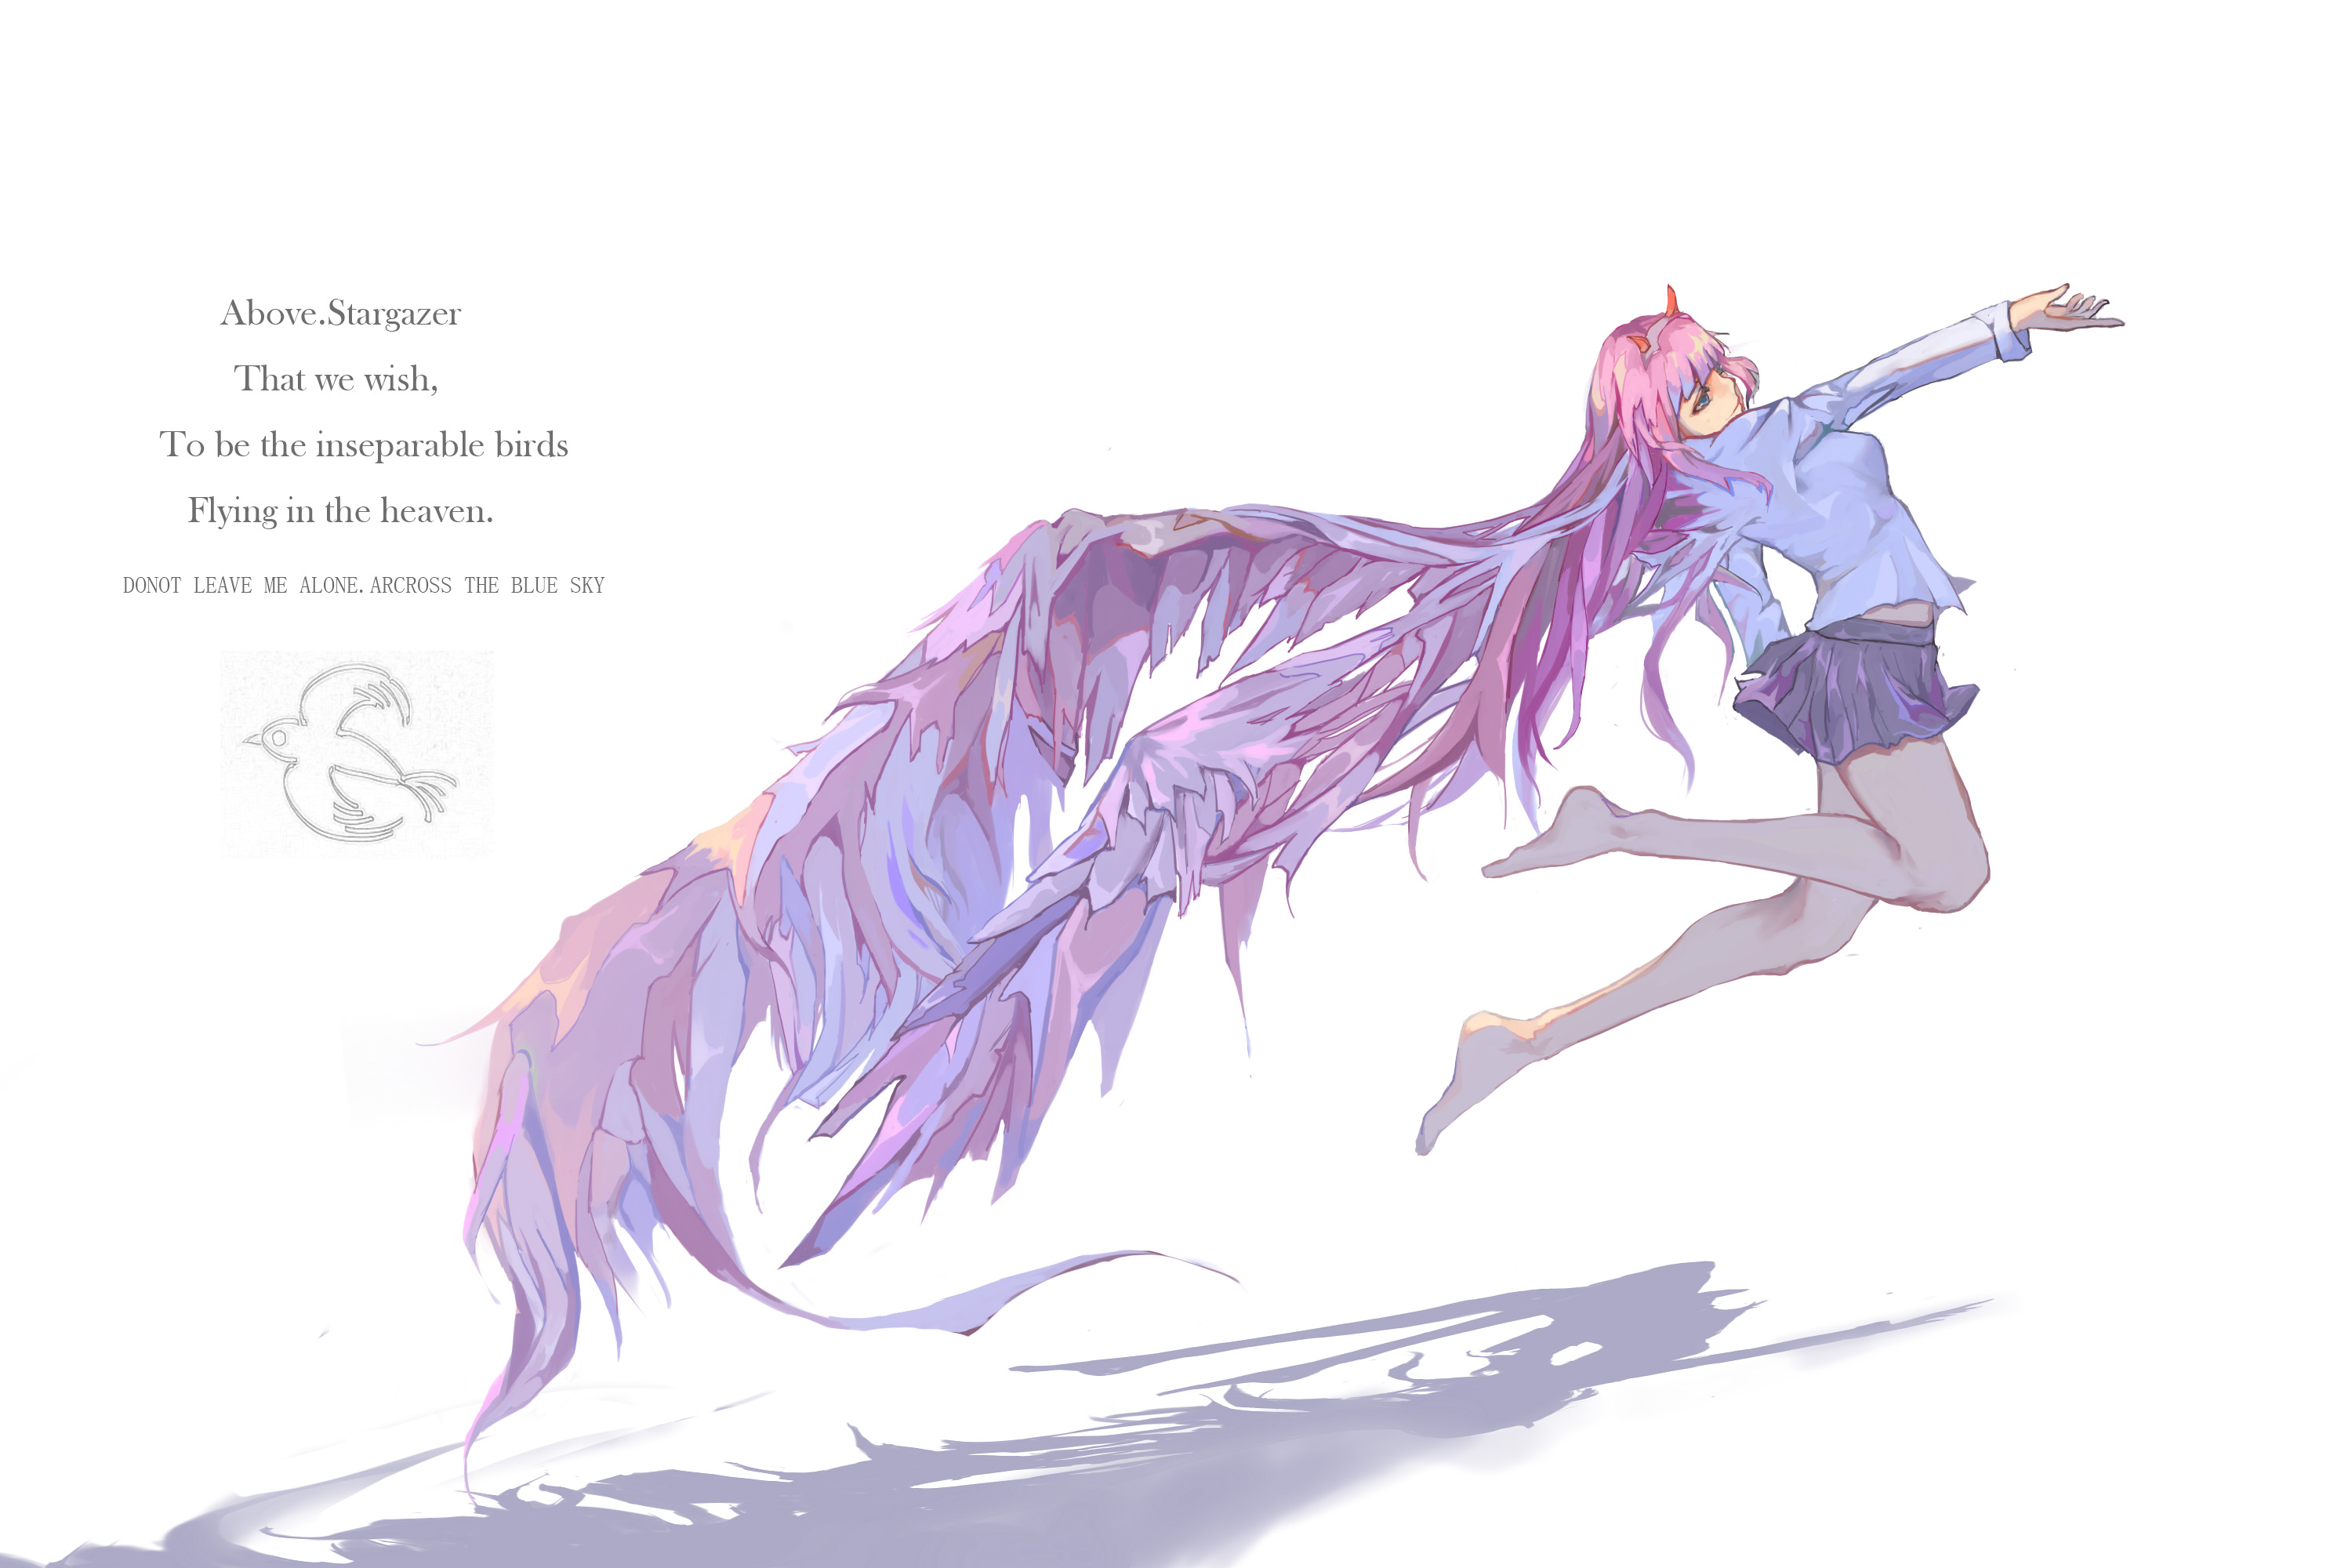 Above.Stargazer
That we wish,
To be the inseparable birds
Flying in the heaven.
DONOT LEAVE ME ALONE.ARCROSS THE BLUE SKY